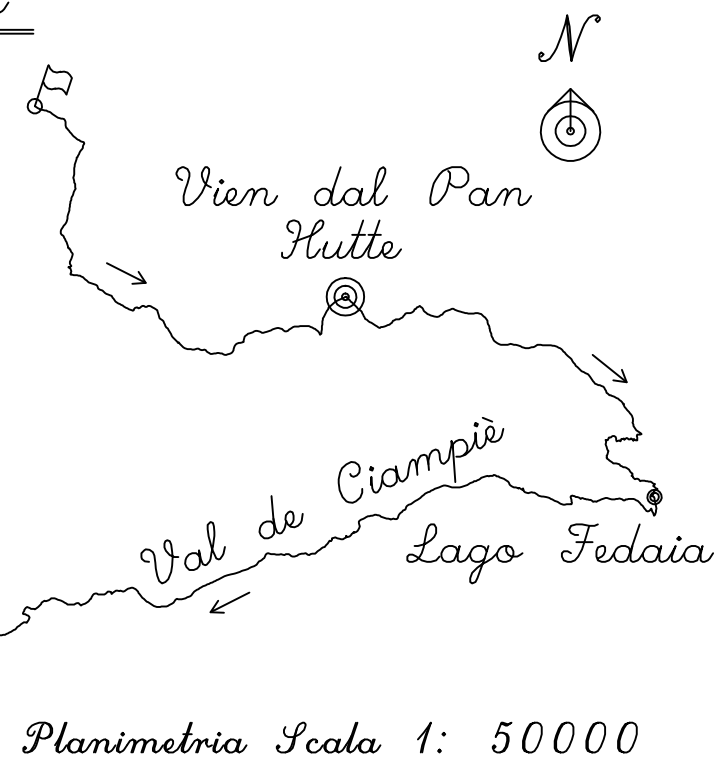 N
Vien dal Pan
Hutte
Val de Ciampiè
Lago Fedaia
Planimetria Scala 1: 50000